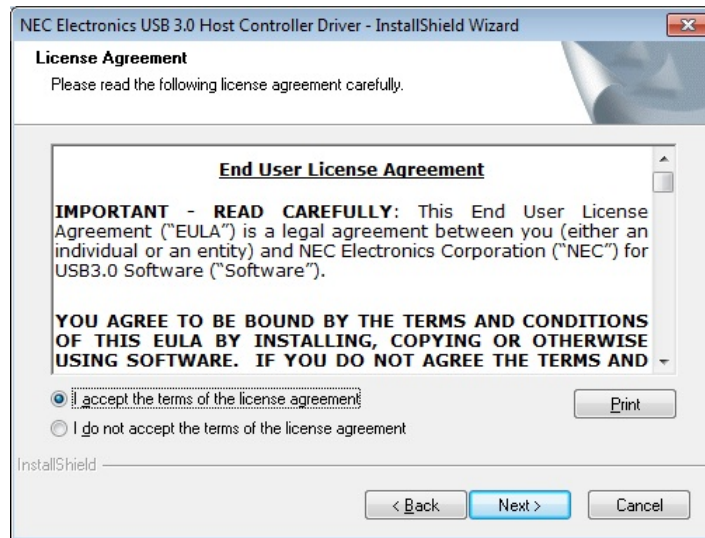 NEC Electronics USB 3.0 Host Controller Driver - InstallShield Wizard
License Agreement
Please read the following license agreement carefully.
End User License Agreement
IMPORTANT - READ CAREFULLY: This End User License
Agreement (“EULA”) is a legal agreement between you (either an
individual or an entity) and NEC Electronics Corporation (“NEC”) for
USB3.0 Software (“Software”).
YOU AGREE TO BE BOUND BY THE TERMS AND CONDITIONS
OF THIS EULA BY INSTALLING, COPYING OR OTHERWISE
USING SOFTWARE. IF YOU DO NOT AGREE THE TERMS AND
I accept the terms of the license agreement
Print
I do not accept the terms of the license agreement
InstallShield
< Back
Next >
Cancel